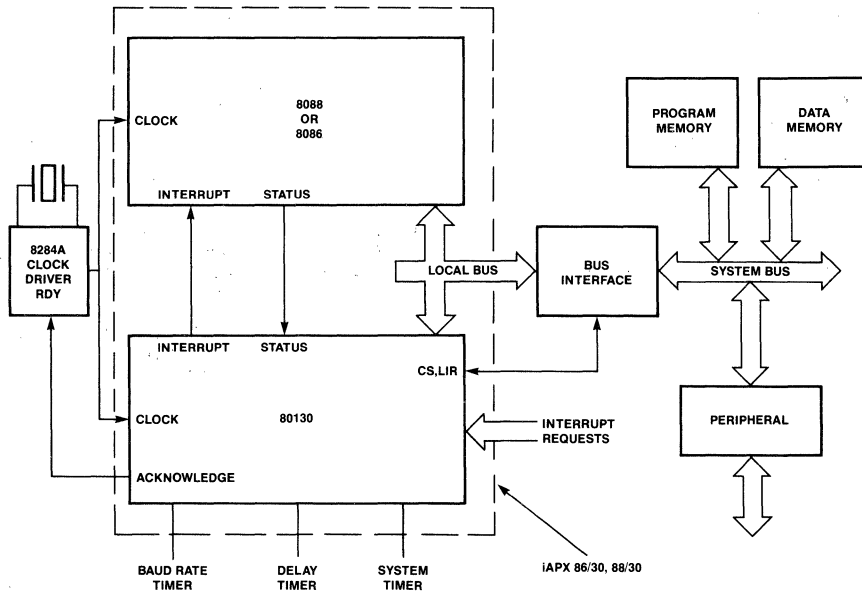 8088
OR
8086
CLOCK
INTERRUPT STATUS
8284A
CLOCK
DRIVER
RDY
PROGRAM
MEMORY
DATA
MEMORY
LOCAL BUS
BUS
INTERFACE
SYSTEM BUS
INTERRUPT STATUS
CS,LIR
CLOCK
80130
ACKNOWLEDGE
INTERRUPT
REQUESTS
PERIPHERAL
BAUD RATE
TIMER
DELAY
TIMER
SYSTEM
TIMER
iAPX 86/30, 88/30